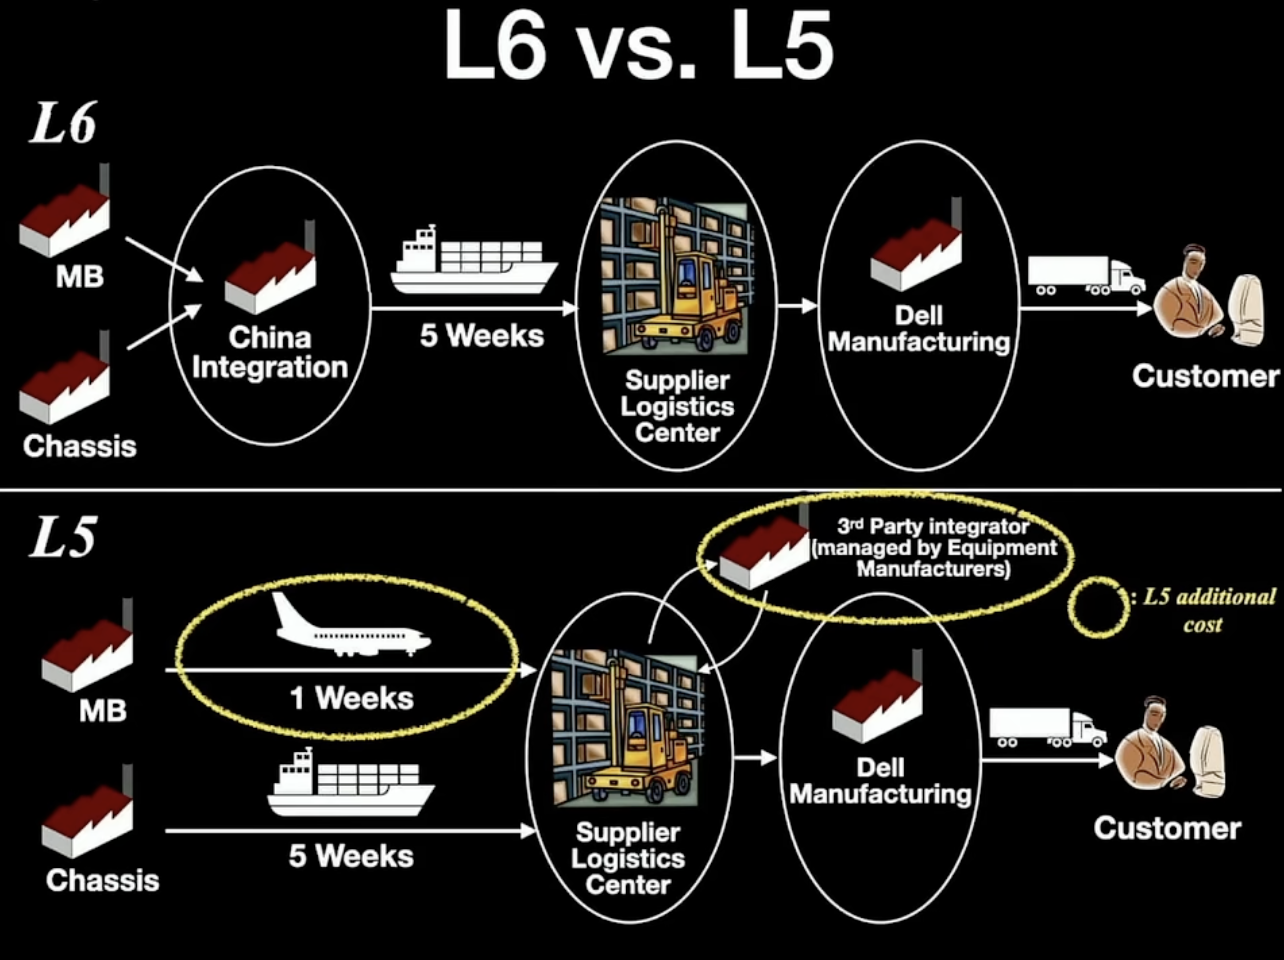 L6 vs. L5
L6
MB
Chassis
China
Integration
5 Weeks
Supplier
Logistics
Center
Dell
Manufacturing
Customer
L5
MB
1 Weeks
Chassis
5 Weeks
3rd Party integrator
(managed by Equipment
Manufacturers)
: L5 additional
cost
Supplier
Logistics
Center
Dell
Manufacturing
Customer